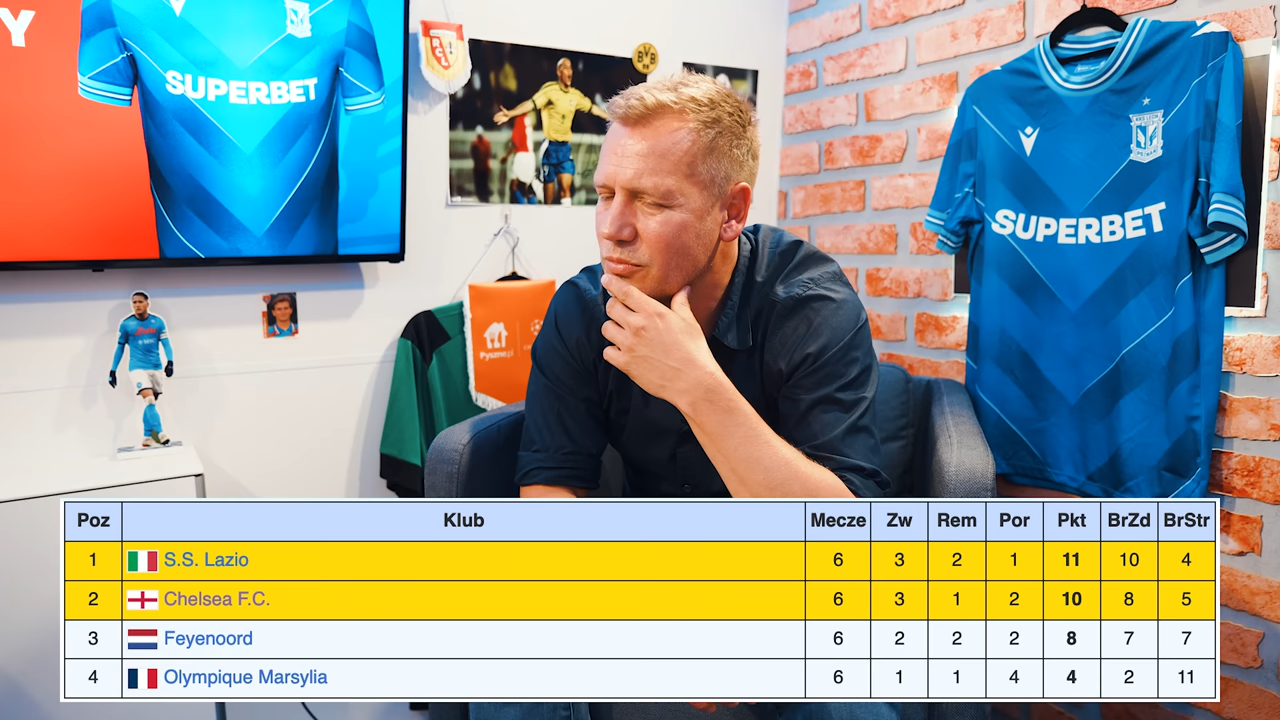 Y
SUPERBET
RCL
BVB
Pyszne.pl
SUPERBET
Poz Klub Mecze Zw Rem Por Pkt BrZd BrStr
1 S.S. Lazio 6 3 2 1 11 10 4
2 Chelsea F.C. 6 3 1 2 10 8 5
3 Feyenoord 6 2 2 2 8 7 7
4 Olympique Marsylia 6 1 1 4 4 2 11